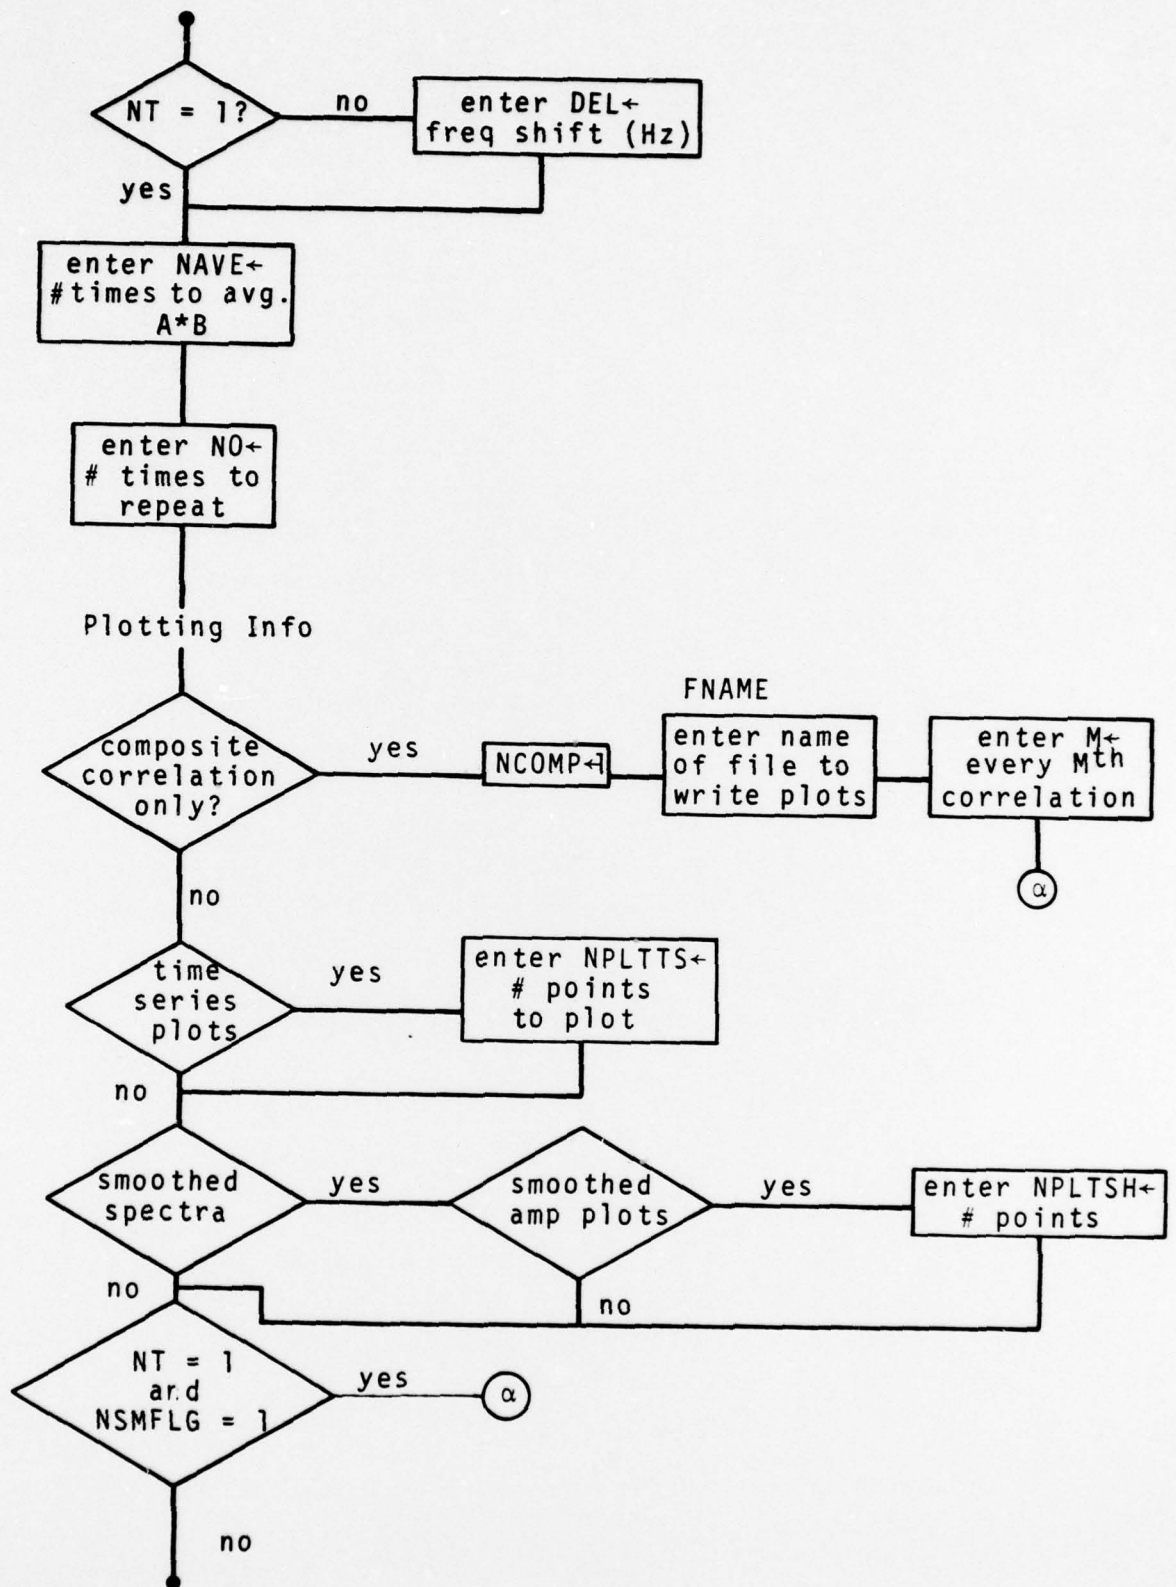 NT = 1?
no
enter DEL←
freq shift (Hz)
yes
enter NAVE←
#times to avg.
A*B
enter NO←
# times to
repeat
Plotting Info
composite
correlation
only?
yes
NCOMP←1
FNAME
enter name
of file to
write plots
enter M←
every Mth
correlation
α
no
time
series
plots
yes
enter NPLTTS←
# points
to plot
no
smoothed
spectra
yes
smoothed
amp plots
yes
enter NPLTSH←
# points
no
no
NT = 1
and
NSMFLG = 1
yes
α
no